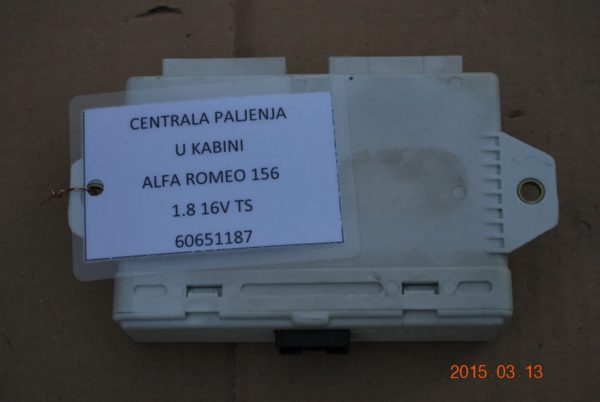 CENTRALA PALJENJA
U KABINI
ALFA ROMEO 156
1.8 16V TS
60651187
2015.03.13